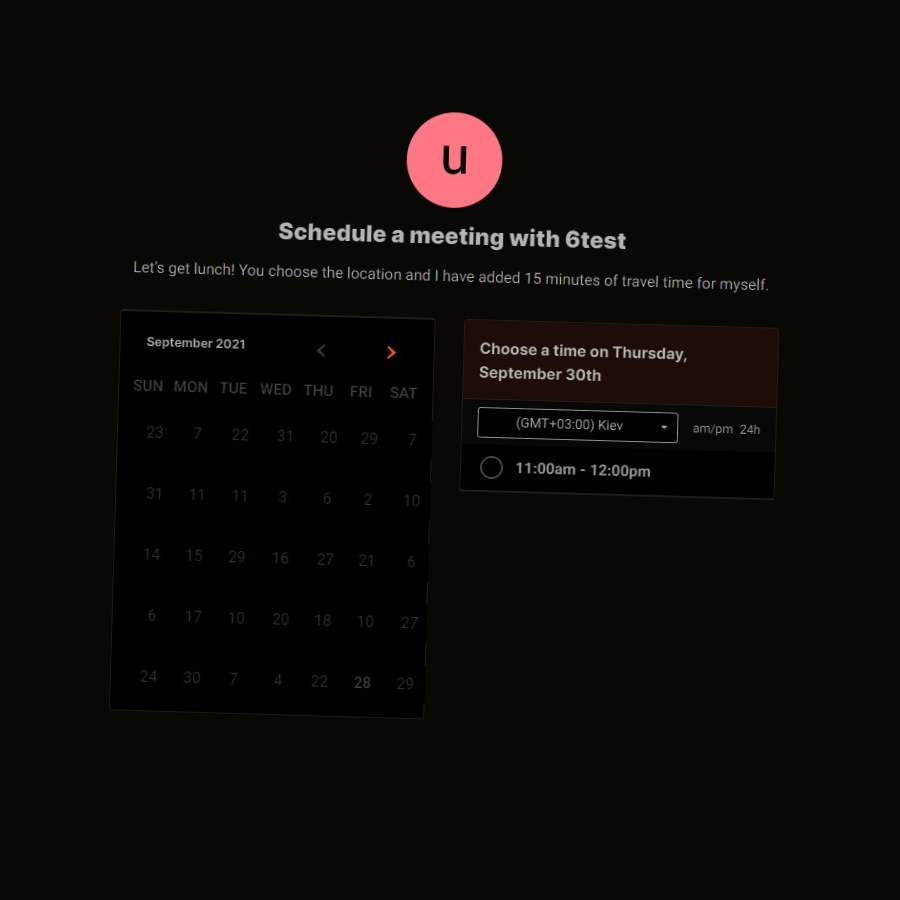 u
Schedule a meeting with 6test
Let's get lunch! You choose the location and I have added 15 minutes of travel time for myself.
September 2021
SUN MON TUE WED THU FRI SAT
23 7 22 31 20 29 7
31 11 11 3 6 2 10
14 15 29 16 27 21 6
6 17 10 20 18 10 27
24 30 7 4 22 28 29
Choose a time on Thursday,
September 30th
(GMT+03:00) Kiev am/pm 24h
11:00am - 12:00pm